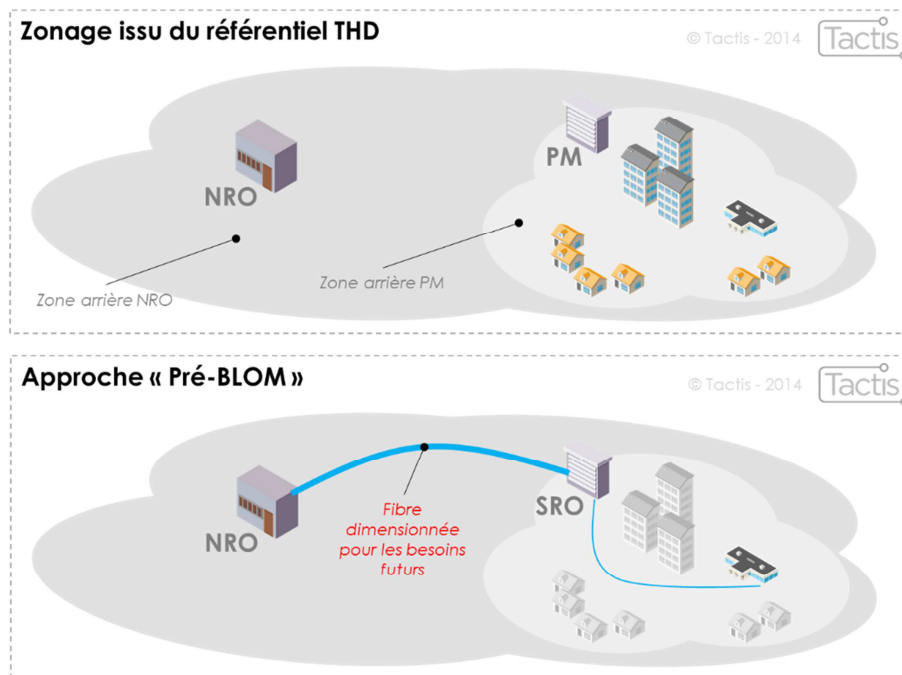 Zonage issu du référentiel THD
© Tactis - 2014
Tactis
PM
NRO
Zone arrière NRO
Zone arrière PM
Approche « Pré-BLOM »
© Tactis - 2014
Tactis
NRO
SRO
Fibre
dimensionnée
pour les besoins
futurs